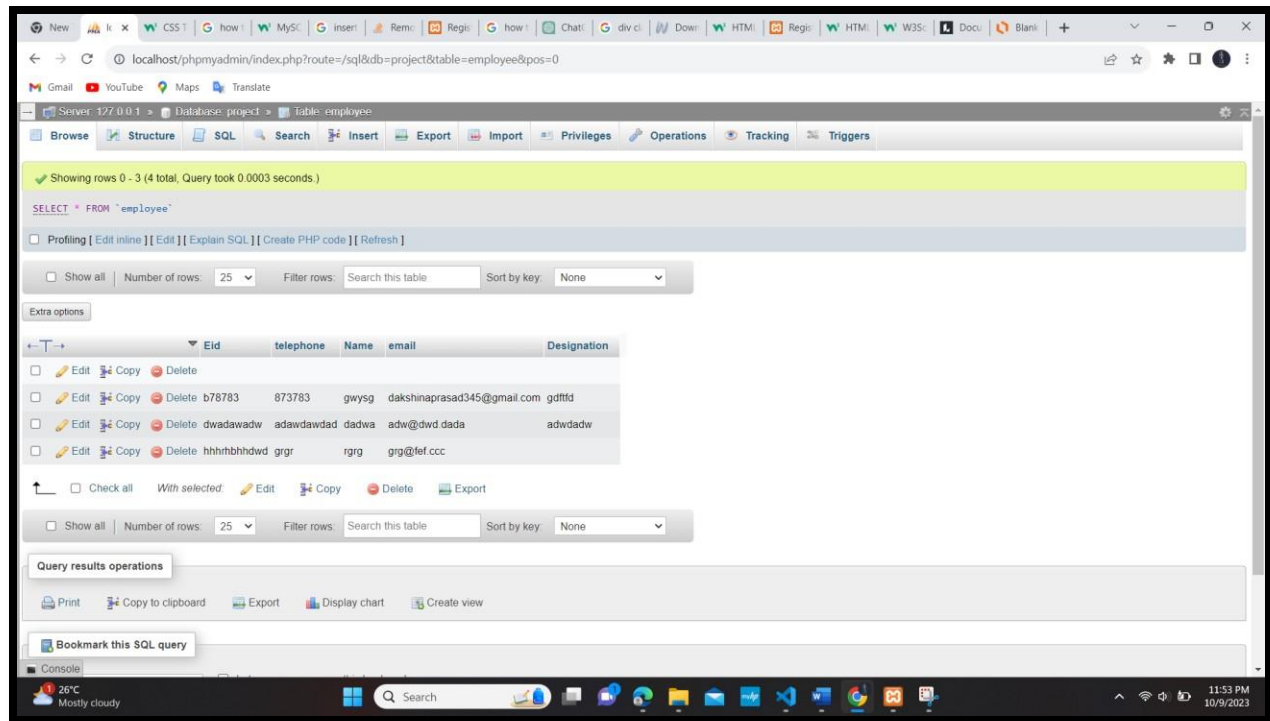 New k CSS T how t MySC insert Remo Regis how t ChatG div cl Down HTML Regis HTML W3Sc Docu Blank
localhost/phpmyadmin/index.php?route=/sql&db=project&table=employee&pos=0
Gmail YouTube Maps Translate
Server: 127.0.0.1 » Database: project » Table: employee
Browse Structure SQL Search Insert Export Import Privileges Operations Tracking Triggers
Showing rows 0 - 3 (4 total, Query took 0.0003 seconds.)
SELECT * FROM `employee`
Profiling [ Edit inline ] [ Edit ] [ Explain SQL ] [ Create PHP code ] [ Refresh ]
Show all | Number of rows: 25 Filter rows: Search this table Sort by key: None
Extra options
←T→ Eid telephone Name email Designation
Edit Copy Delete
Edit Copy Delete b78783 873783 gwysg dakshinaprasad345@gmail.com gdftfd
Edit Copy Delete dwadawadw adawdawdad dadwa adw@dwd.dada adwdadw
Edit Copy Delete hhhrhbhhdwd grgr rgrg grg@fef.ccc
Check all With selected: Edit Copy Delete Export
Show all | Number of rows: 25 Filter rows: Search this table Sort by key: None
Query results operations
Print Copy to clipboard Export Display chart Create view
Bookmark this SQL query
Console
1 26°C Search 11:53 PM
Mostly cloudy 10/9/2023